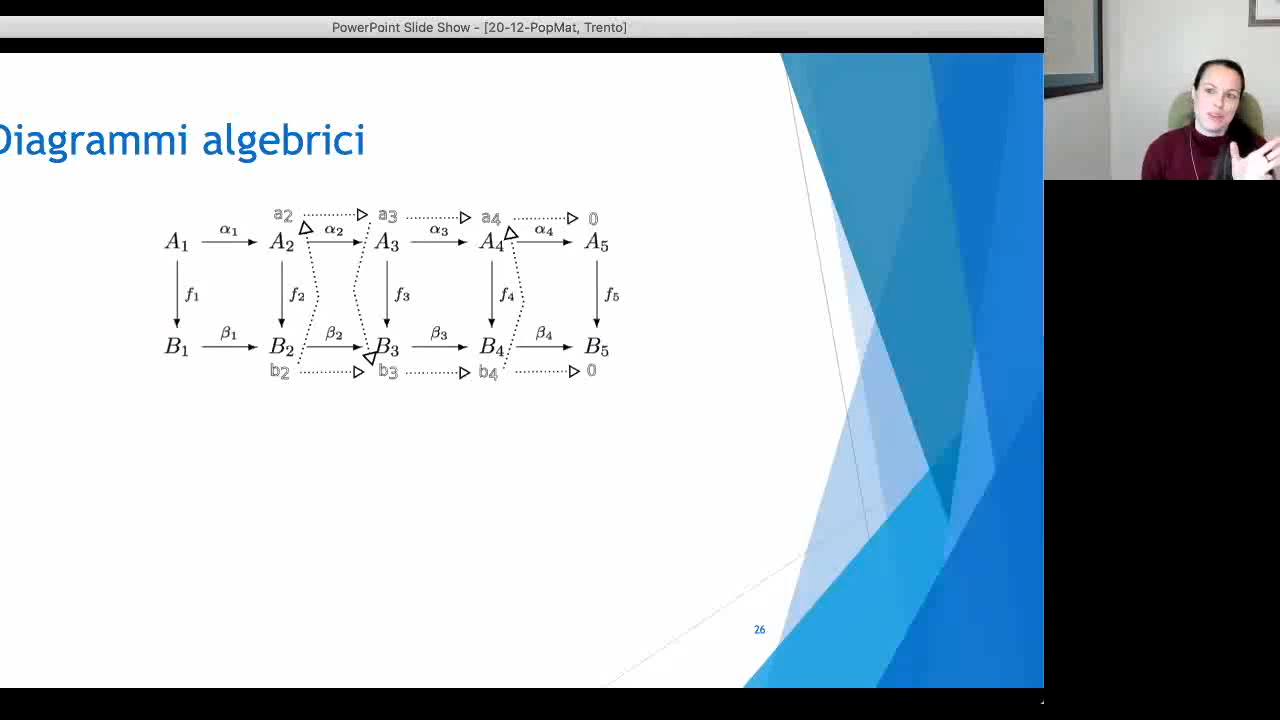 PowerPoint Slide Show - [20-12-PopMat, Trento]
Diagrammi algebrici
a2 a3 a4 0
α1 α2 α3 α4
A1 A2 A3 A4 A5
f1 f2 f3 f4 f5
β1 β2 β3 β4
B1 B2 B3 B4 B5
b2 b3 b4 0
26